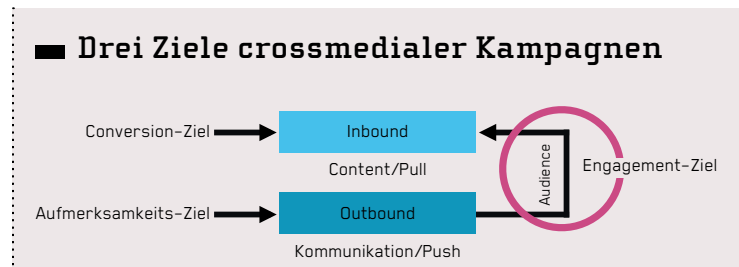 Drei Ziele crossmedialer Kampagnen
Conversion-Ziel
Inbound
Content/Pull
Audience
Engagement-Ziel
Aufmerksamkeits-Ziel
Outbound
Kommunikation/Push